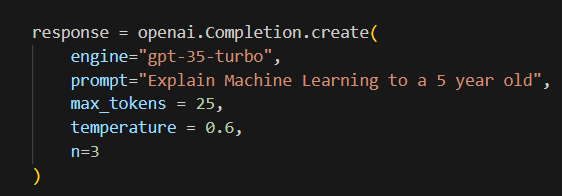 response = openai.Completion.create(
    engine="gpt-35-turbo",
    prompt="Explain Machine Learning to a 5 year old",
    max_tokens = 25,
    temperature = 0.6,
    n=3
)